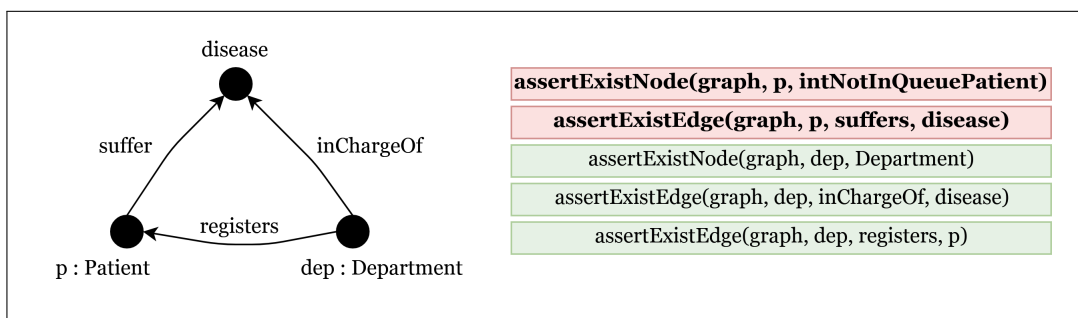 disease
suffer
inChargeOf
registers
p : Patient
dep : Department
assertExistNode(graph, p, intNotInQueuePatient)
assertExistEdge(graph, p, suffers, disease)
assertExistNode(graph, dep, Department)
assertExistEdge(graph, dep, inChargeOf, disease)
assertExistEdge(graph, dep, registers, p)